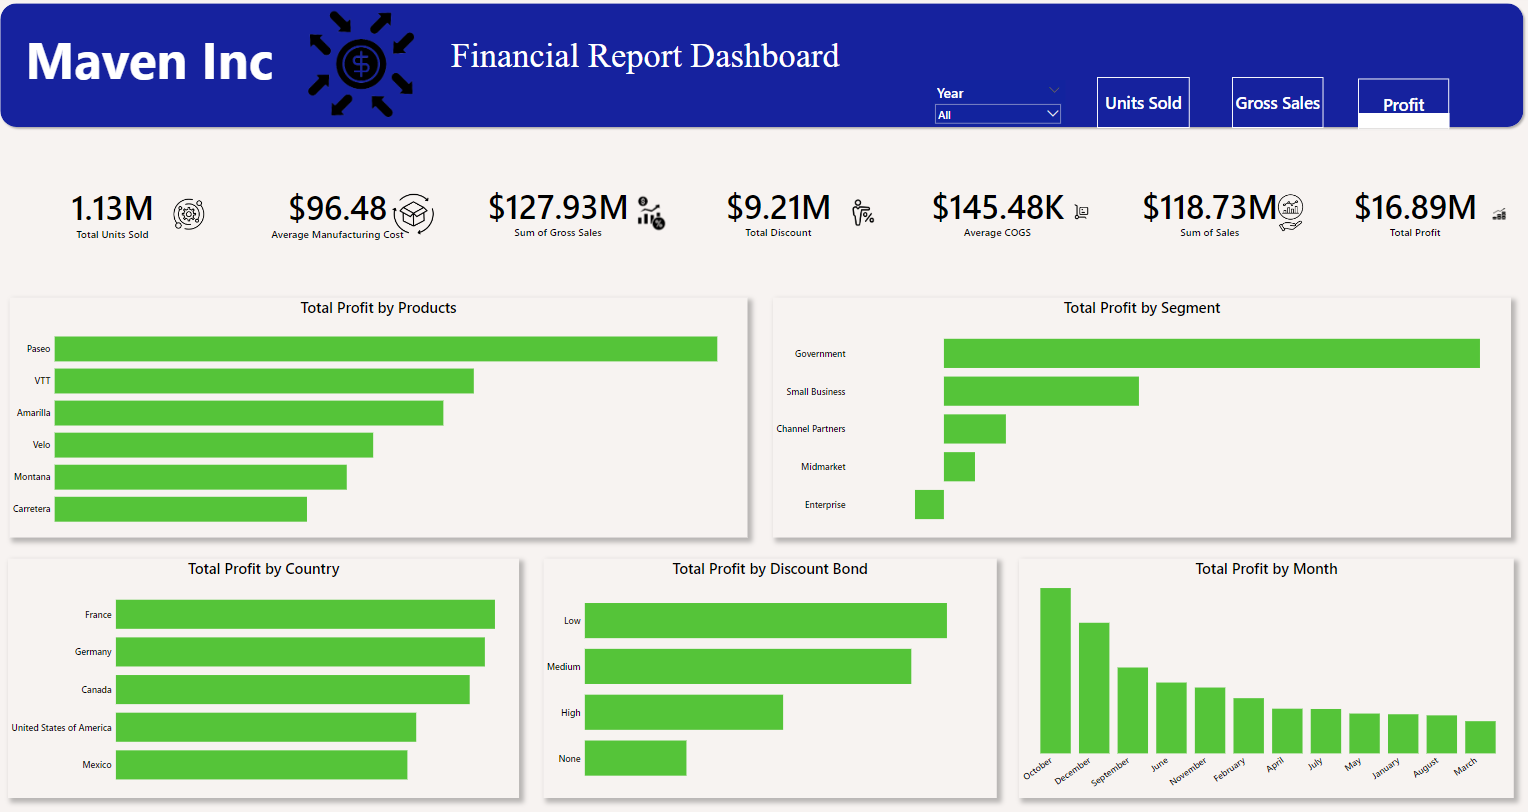 Maven Inc
Financial Report Dashboard
Year
All
Units Sold
Gross Sales
Profit
1.13M
Total Units Sold
$96.48
Average Manufacturing Cost
$127.93M
Sum of Gross Sales
$9.21M
Total Discount
$145.48K
Average COGS
$118.73M
Sum of Sales
$16.89M
Total Profit
Total Profit by Products
Paseo
VTT
Amarilla
Velo
Montana
Carretera
Total Profit by Segment
Government
Small Business
Channel Partners
Midmarket
Enterprise
Total Profit by Country
France
Germany
Canada
United States of America
Mexico
Total Profit by Discount Bond
Low
Medium
High
None
Total Profit by Month
October
December
September
June
November
February
April
July
May
January
August
March